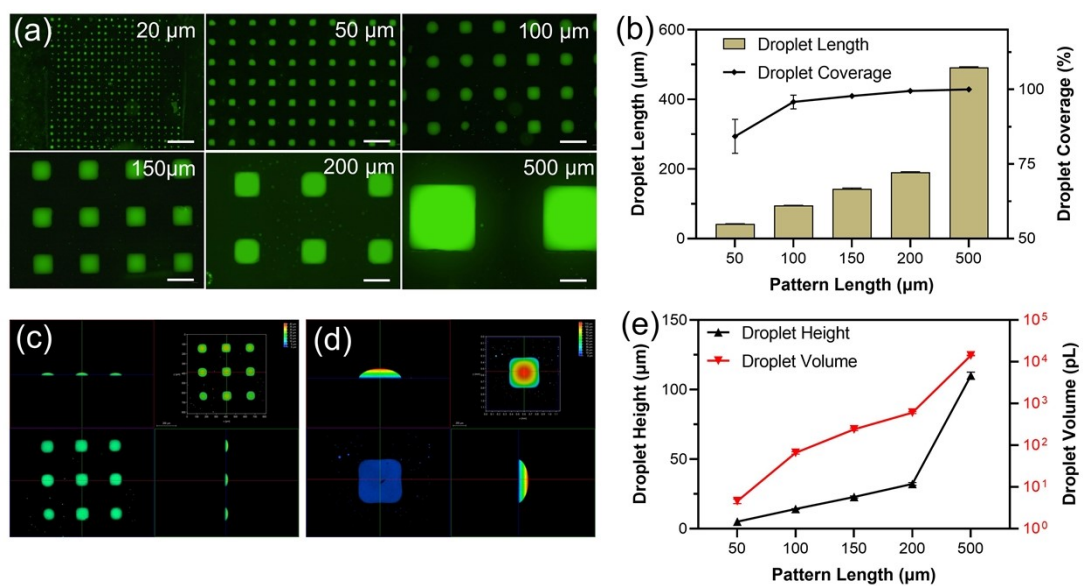 (a)
20 µm
50 µm
100 µm
150µm
200 µm
500 µm
(b)
Droplet Length
Droplet Coverage
600
400
200
0
Droplet Length (µm)
100
75
50
Droplet Coverage (%)
50 100 150 200 500
Pattern Length (µm)
(c)
(d)
(e)
Droplet Height
Droplet Volume
150
100
50
0
Droplet Height (µm)
10⁵
10⁴
10³
10²
10¹
10⁰
Droplet Volume (pL)
50 100 150 200 500
Pattern Length (µm)